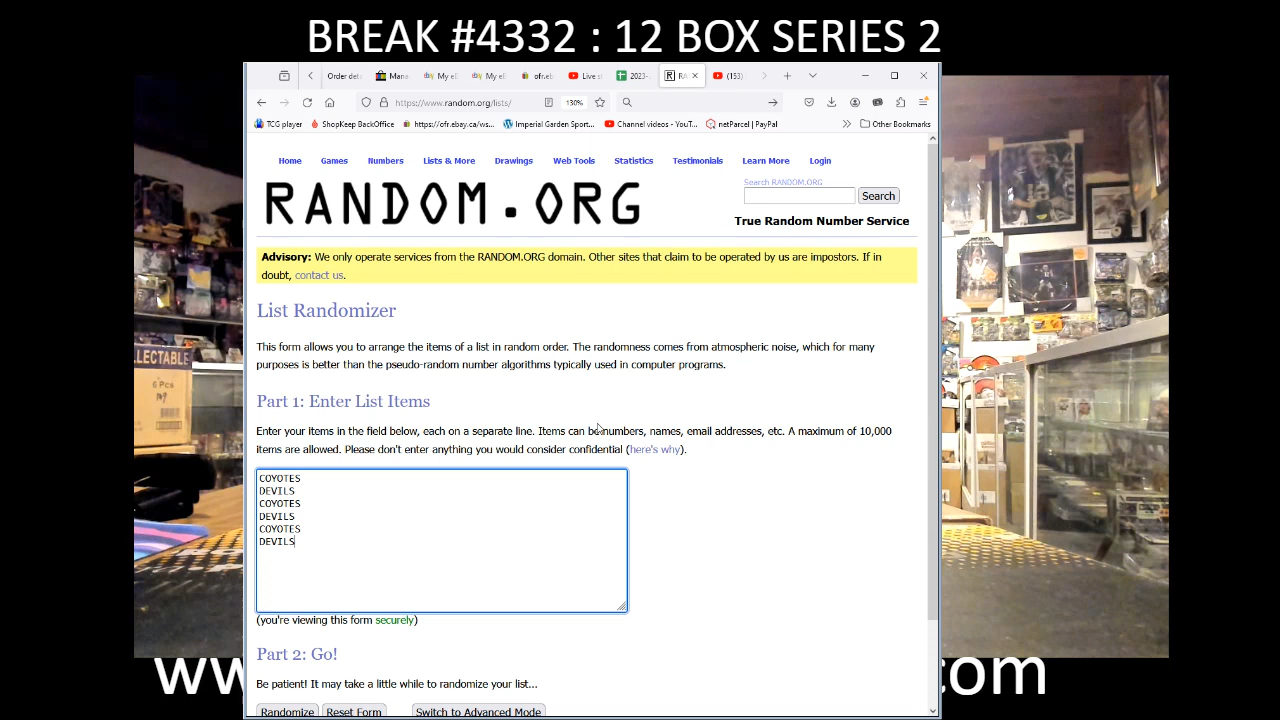 BREAK #4332 : 12 BOX SERIES 2
Order deta Mana My eE My eE ofr.eb Live s 2023- RA (153)
https://www.random.org/lists/ 130%
TCG player ShopKeep BackOffice https://ofr.ebay.ca/ws... Imperial Garden Sport... Channel videos - YouT... netParcel | PayPal Other Bookmarks
Home Games Numbers Lists & More Drawings Web Tools Statistics Testimonials Learn More Login
RANDOM.ORG
Search RANDOM.ORG
Search
True Random Number Service
Advisory: We only operate services from the RANDOM.ORG domain. Other sites that claim to be operated by us are impostors. If in
doubt, contact us.
List Randomizer
This form allows you to arrange the items of a list in random order. The randomness comes from atmospheric noise, which for many
purposes is better than the pseudo-random number algorithms typically used in computer programs.
Part 1: Enter List Items
Enter your items in the field below, each on a separate line. Items can be numbers, names, email addresses, etc. A maximum of 10,000
items are allowed. Please don't enter anything you would consider confidential (here's why).
COYOTES
DEVILS
COYOTES
DEVILS
COYOTES
DEVILS
(you're viewing this form securely)
Part 2: Go!
Be patient! It may take a little while to randomize your list...
Randomize Reset Form Switch to Advanced Mode
LLECTABLE
6 Pcs
ww com